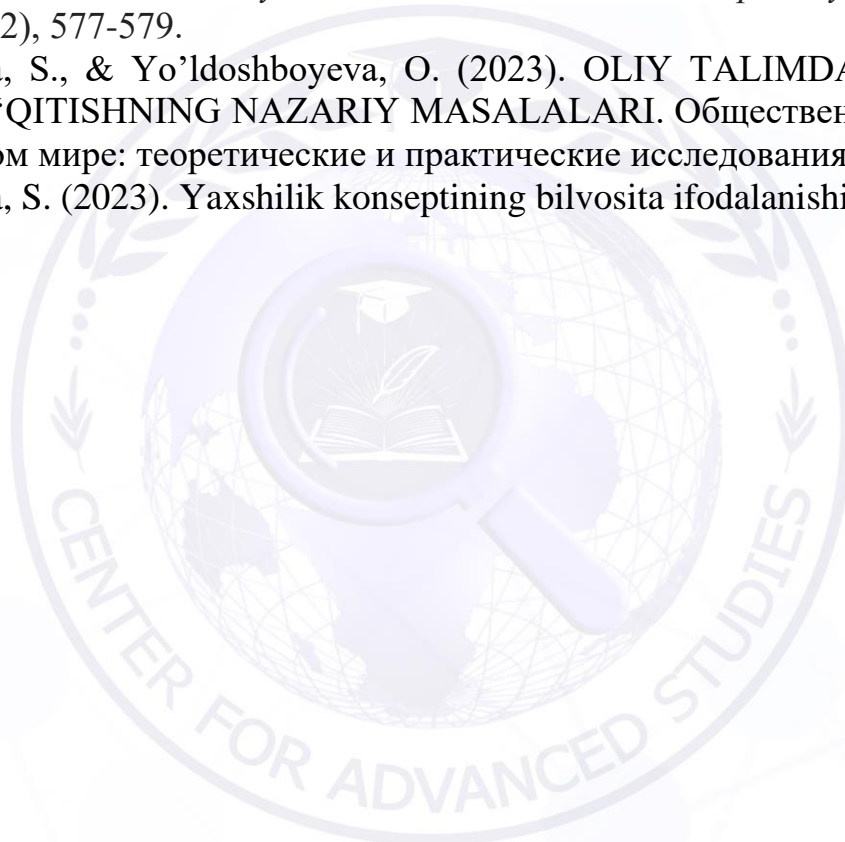 2), 577-579.
a, S., & Yo’ldoshboyeva, O. (2023). OLIY TALIMDA
‘QITISHNING NAZARIY MASALALARI. Обществен
ом мире: теоретические и практические исследования
a, S. (2023). Yaxshilik konseptining bilvosita ifodalanishi
CENTER FOR ADVANCED STUDIES